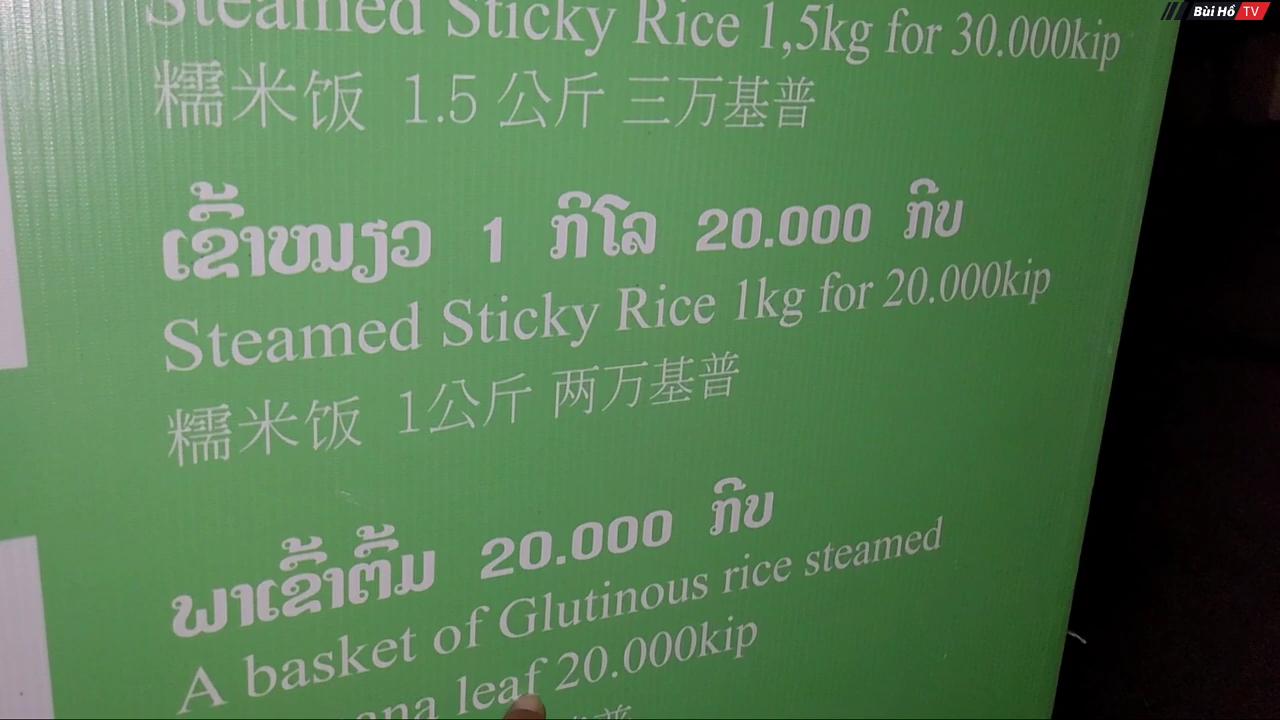 Bùi Hồ TV
Steamed Sticky Rice 1,5kg for 30.000kip
糯米饭 1.5 公斤 三万基普
ເຂົ້າໜຽວ 1 ກິໂລ 20.000 ກີບ
Steamed Sticky Rice 1kg for 20.000kip
糯米饭 1公斤 两万基普
ພາເຂົ້າຕົ້ມ 20.000 ກີບ
A basket of Glutinous rice steamed
leaf 20.000kip